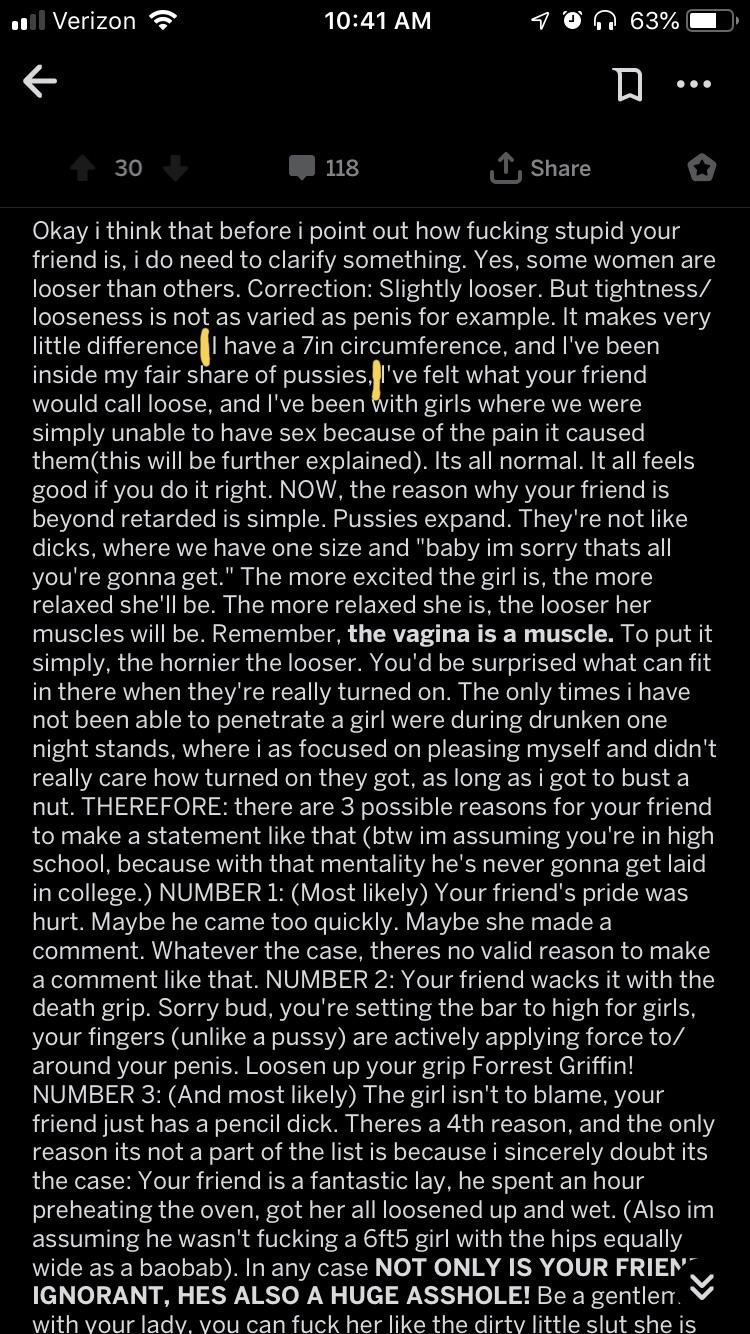 Verizon 10:41 AM 63%
30 118 Share
Okay i think that before i point out how fucking stupid your
friend is, i do need to clarify something. Yes, some women are
looser than others. Correction: Slightly looser. But tightness/
looseness is not as varied as penis for example. It makes very
little difference I have a 7in circumference, and I've been
inside my fair share of pussies, I've felt what your friend
would call loose, and I've been with girls where we were
simply unable to have sex because of the pain it caused
them(this will be further explained). Its all normal. It all feels
good if you do it right. NOW, the reason why your friend is
beyond retarded is simple. Pussies expand. They're not like
dicks, where we have one size and "baby im sorry thats all
you're gonna get." The more excited the girl is, the more
relaxed she'll be. The more relaxed she is, the looser her
muscles will be. Remember, the vagina is a muscle. To put it
simply, the hornier the looser. You'd be surprised what can fit
in there when they're really turned on. The only times i have
not been able to penetrate a girl were during drunken one
night stands, where i as focused on pleasing myself and didn't
really care how turned on they got, as long as i got to bust a
nut. THEREFORE: there are 3 possible reasons for your friend
to make a statement like that (btw im assuming you're in high
school, because with that mentality he's never gonna get laid
in college.) NUMBER 1: (Most likely) Your friend's pride was
hurt. Maybe he came too quickly. Maybe she made a
comment. Whatever the case, theres no valid reason to make
a comment like that. NUMBER 2: Your friend wacks it with the
death grip. Sorry bud, you're setting the bar to high for girls,
your fingers (unlike a pussy) are actively applying force to/
around your penis. Loosen up your grip Forrest Griffin!
NUMBER 3: (And most likely) The girl isn't to blame, your
friend just has a pencil dick. Theres a 4th reason, and the only
reason its not a part of the list is because i sincerely doubt its
the case: Your friend is a fantastic lay, he spent an hour
preheating the oven, got her all loosened up and wet. (Also im
assuming he wasn't fucking a 6ft5 girl with the hips equally
wide as a baobab). In any case NOT ONLY IS YOUR FRIEN
IGNORANT, HES ALSO A HUGE ASSHOLE! Be a gentlem
with your lady, you can fuck her like the dirty little slut she is